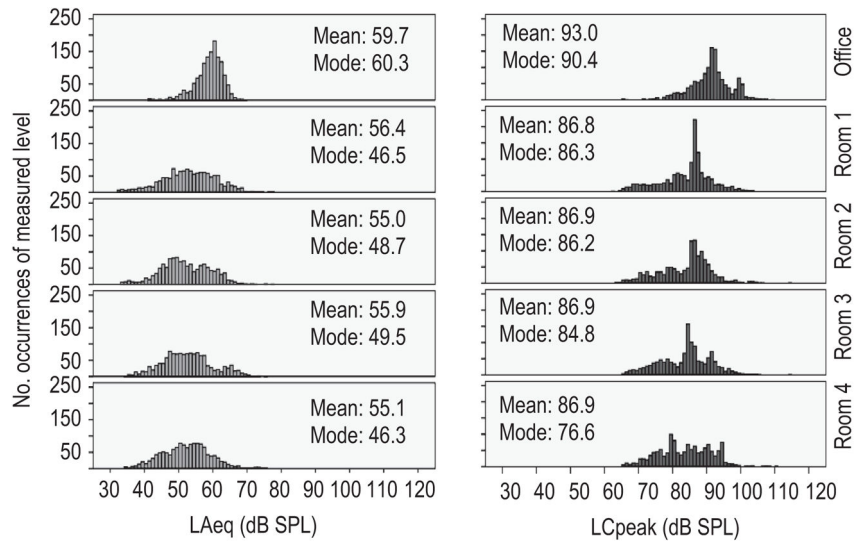 No. occurrences of measured level
250
150
50
Mean: 59.7
Mode: 60.3
250
150
50
Mean: 56.4
Mode: 46.5
250
150
50
Mean: 55.0
Mode: 48.7
250
150
50
Mean: 55.9
Mode: 49.5
250
150
50
Mean: 55.1
Mode: 46.3
30 40 50 60 70 80 90 100 110 120
LAeq (dB SPL)
Mean: 93.0
Mode: 90.4
Office
Mean: 86.8
Mode: 86.3
Room 1
Mean: 86.9
Mode: 86.2
Room 2
Mean: 86.9
Mode: 84.8
Room 3
Mean: 86.9
Mode: 76.6
Room 4
30 40 50 60 70 80 90 100 110 120
LCpeak (dB SPL)